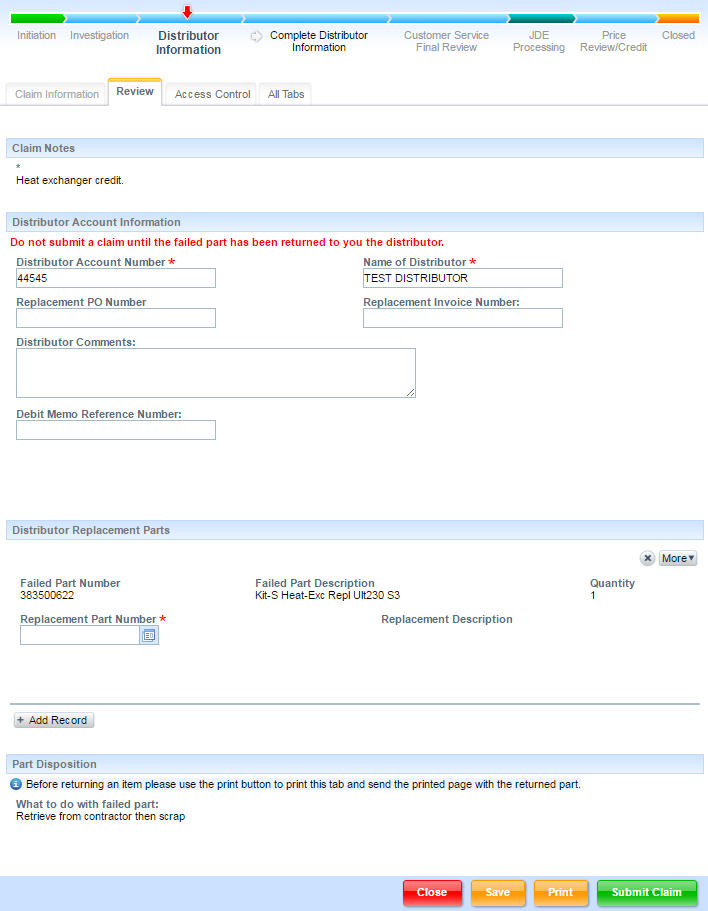 Initiation
Investigation
Distributor
Information
Complete Distributor
Information
Customer Service
Final Review
JDE
Processing
Price
Review/Credit
Closed
Claim Information
Review
Access Control
All Tabs
Claim Notes
*
Heat exchanger credit.
Distributor Account Information
Do not submit a claim until the failed part has been returned to you the distributor.
Distributor Account Number * Name of Distributor *
44545 TEST DISTRIBUTOR
Replacement PO Number Replacement Invoice Number:
Distributor Comments:
Debit Memo Reference Number:
Distributor Replacement Parts
More
Failed Part Number Failed Part Description Quantity
383500622 Kit-S Heat-Exc Repl Ult230 S3 1
Replacement Part Number * Replacement Description
+ Add Record
Part Disposition
Before returning an item please use the print button to print this tab and send the printed page with the returned part.
What to do with failed part:
Retrieve from contractor then scrap
Close Save Print Submit Claim